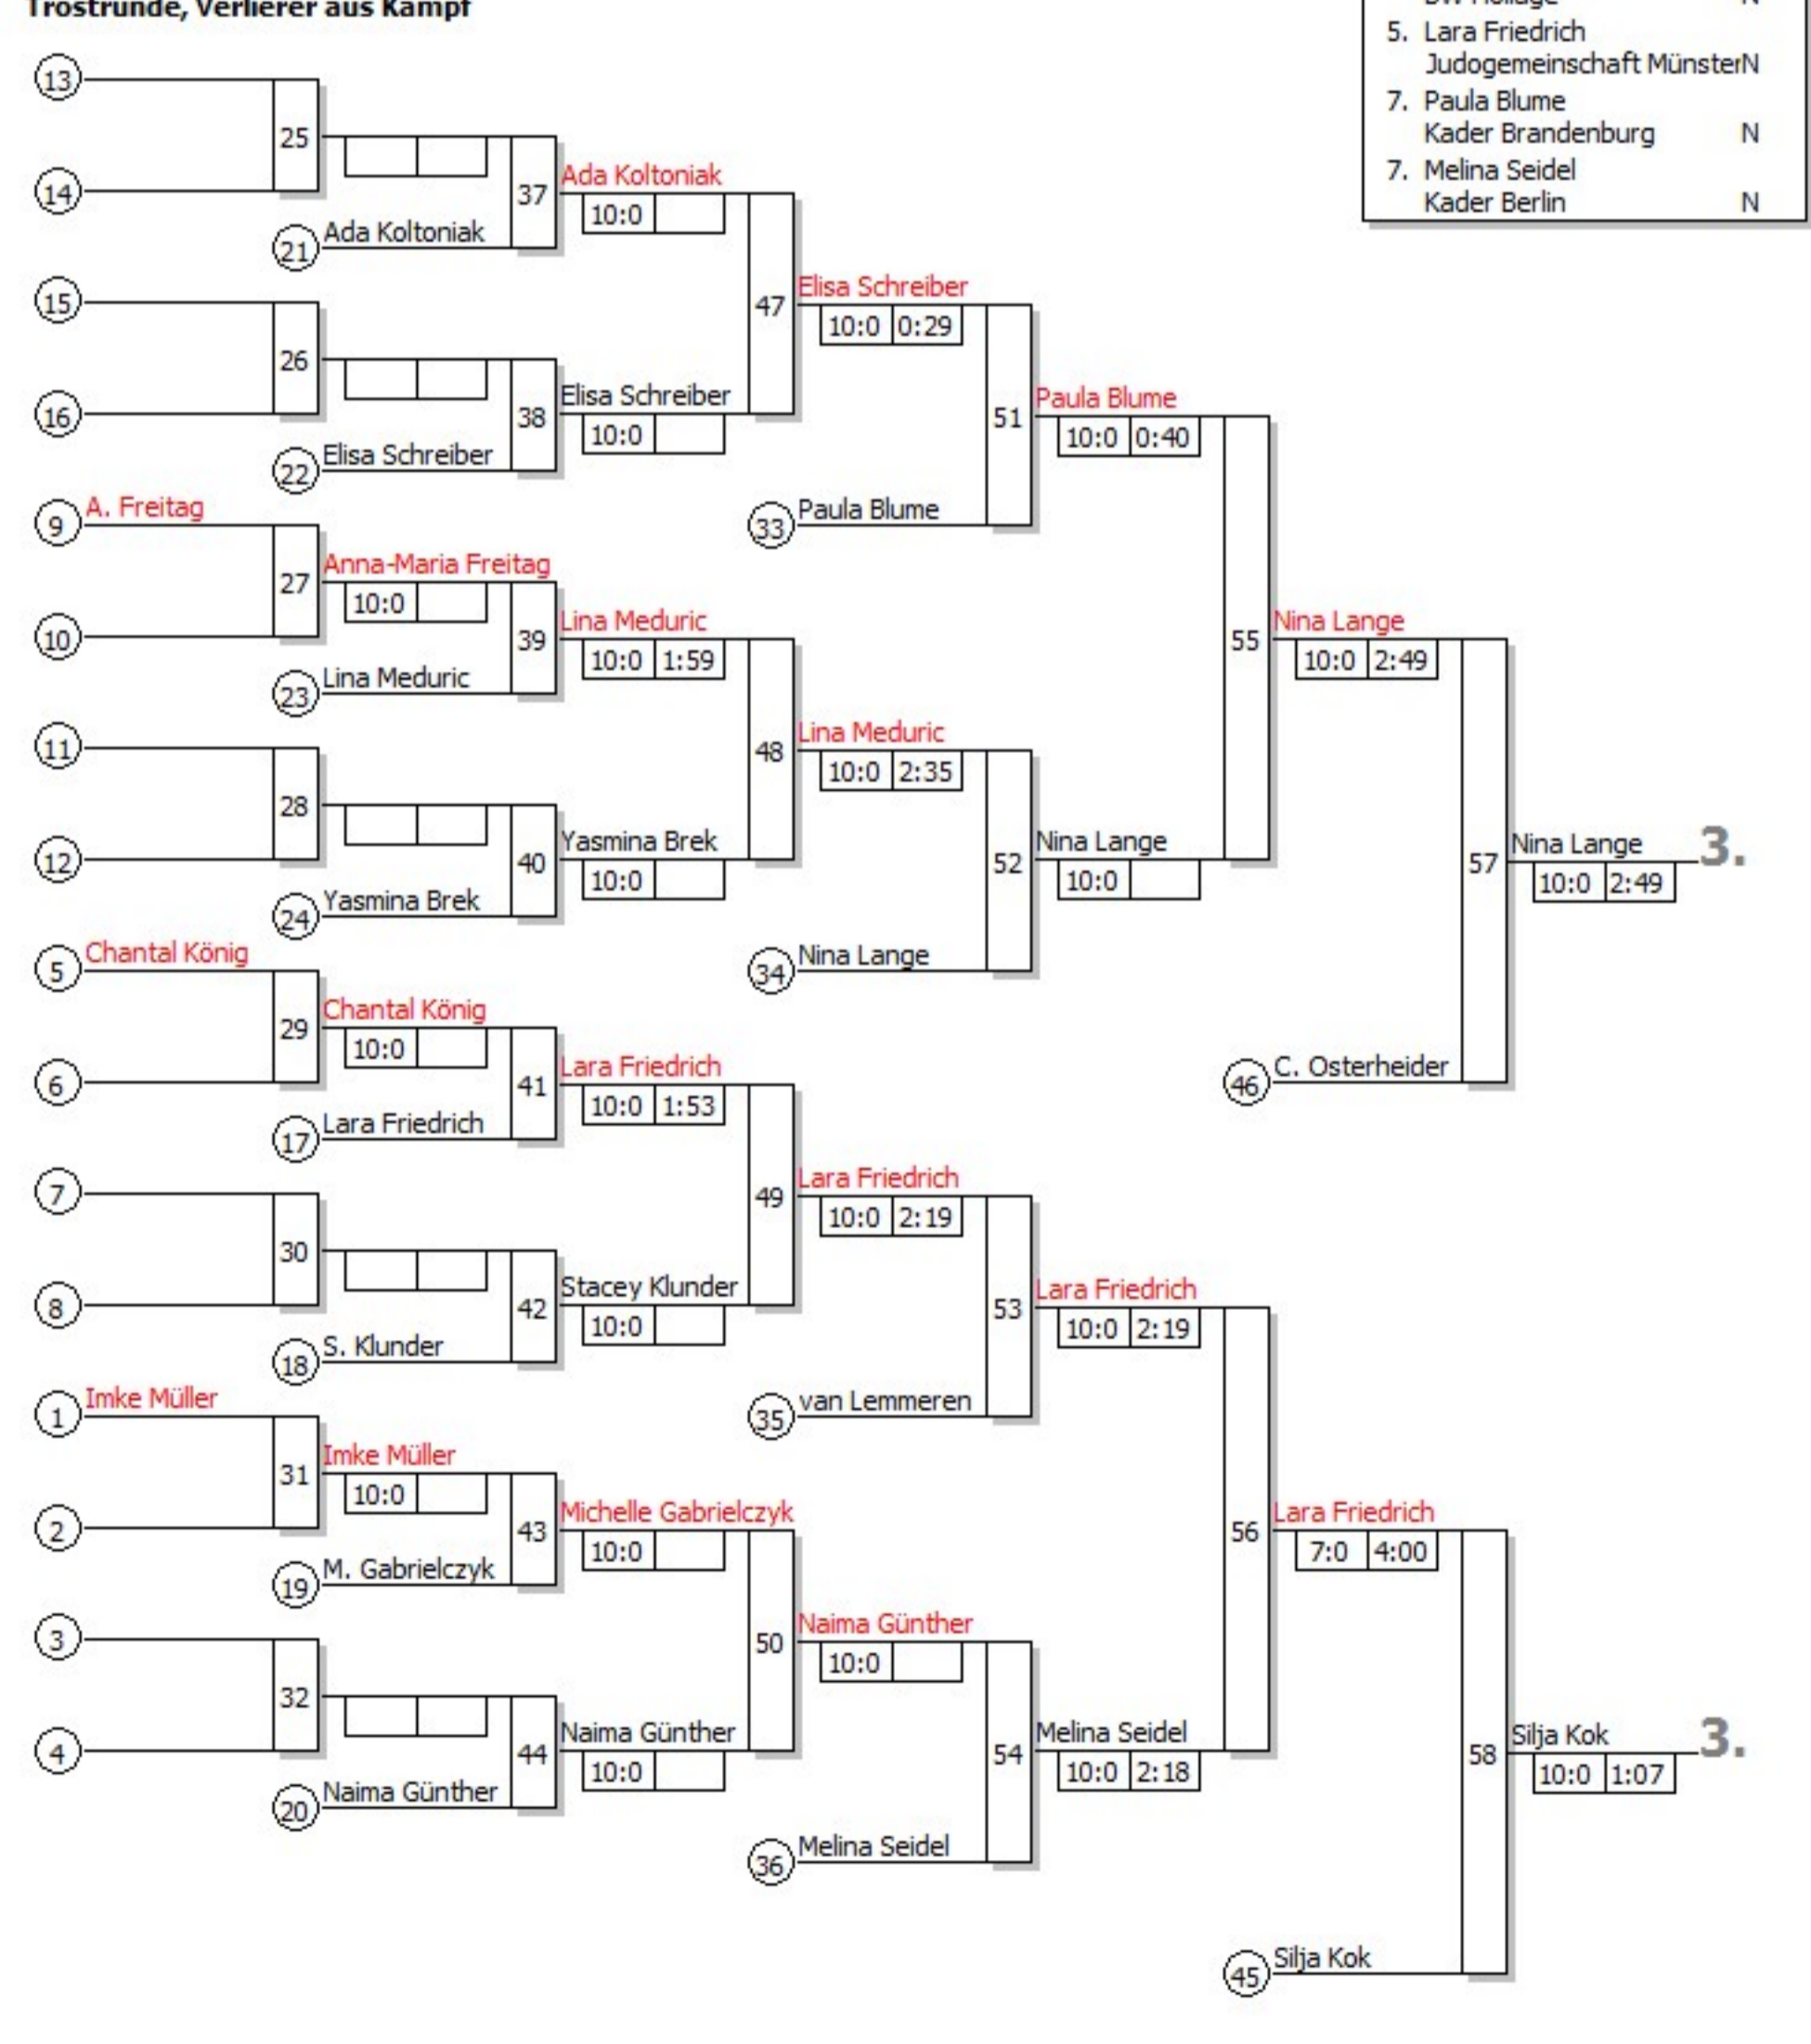 Trostrunde, Verlierer aus Kampf
5. Lara Friedrich
Judogemeinschaft Münster N
7. Paula Blume
Kader Brandenburg N
7. Melina Seidel
Kader Berlin N
13
25
14
37
Ada Koltoniak
10:0
21 Ada Koltoniak
15
47
Elisa Schreiber
10:0 0:29
26
16
38
Elisa Schreiber
10:0
22 Elisa Schreiber
51
Paula Blume
10:0 0:40
9 A. Freitag
33 Paula Blume
27
Anna-Maria Freitag
10:0
10
39
Lina Meduric
10:0 1:59
55
Nina Lange
10:0 2:49
23 Lina Meduric
11
48
Lina Meduric
10:0 2:35
28
12
40
Yasmina Brek
10:0
52
Nina Lange
10:0
57
Nina Lange
10:0 2:49
3.
24 Yasmina Brek
5 Chantal König
34 Nina Lange
29
Chantal König
10:0
6
41
Lara Friedrich
10:0 1:53
46 C. Osterheider
17 Lara Friedrich
7
49
Lara Friedrich
10:0 2:19
30
8
42
Stacey Klunder
10:0
53
Lara Friedrich
10:0 2:19
18 S. Klunder
1 Imke Müller
35 van Lemmeren
31
Imke Müller
10:0
2
43
Michelle Gabrielczyk
10:0
56
Lara Friedrich
7:0 4:00
19 M. Gabrielczyk
3
50
Naima Günther
10:0
32
4
44
Naima Günther
10:0
54
Melina Seidel
10:0 2:18
58
Silja Kok
10:0 1:07
3.
20 Naima Günther
36 Melina Seidel
45 Silja Kok